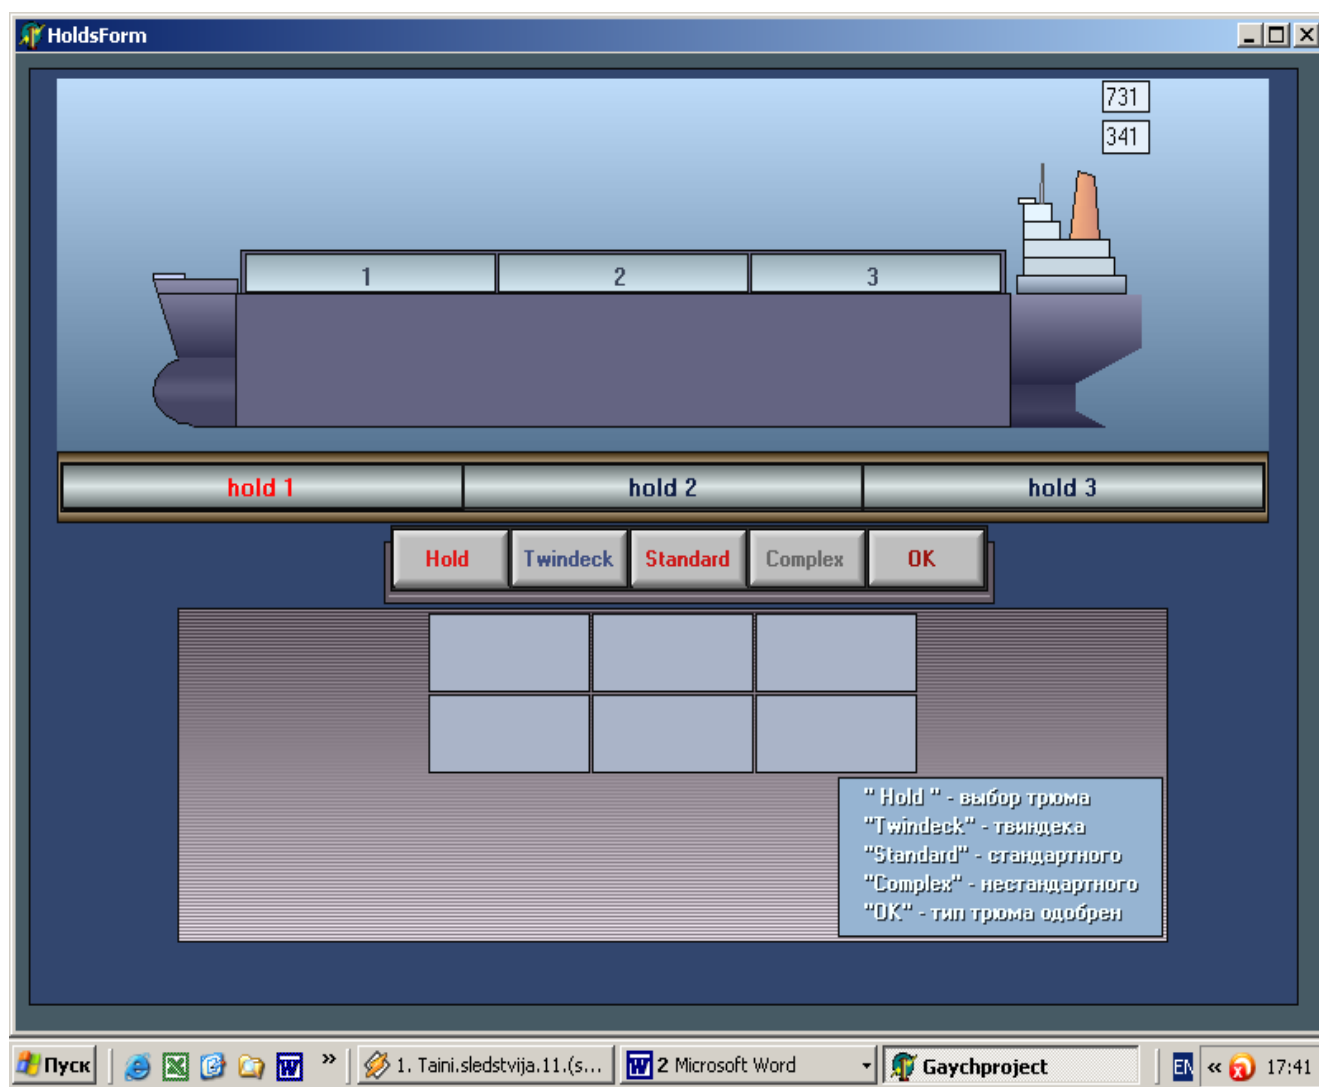 HoldsForm
731
341
1 2 3
hold 1 hold 2 hold 3
Hold Twindeck Standard Complex OK
" Hold " - выбор трюма
"Twindeck" - твиндека
"Standard" - стандартного
"Complex" - нестандартного
"OK" - тип трюма одобрен
Пуск » 1. Taini.sledstvija.11.(s... 2 Microsoft Word Gaychproject EN « 17:41